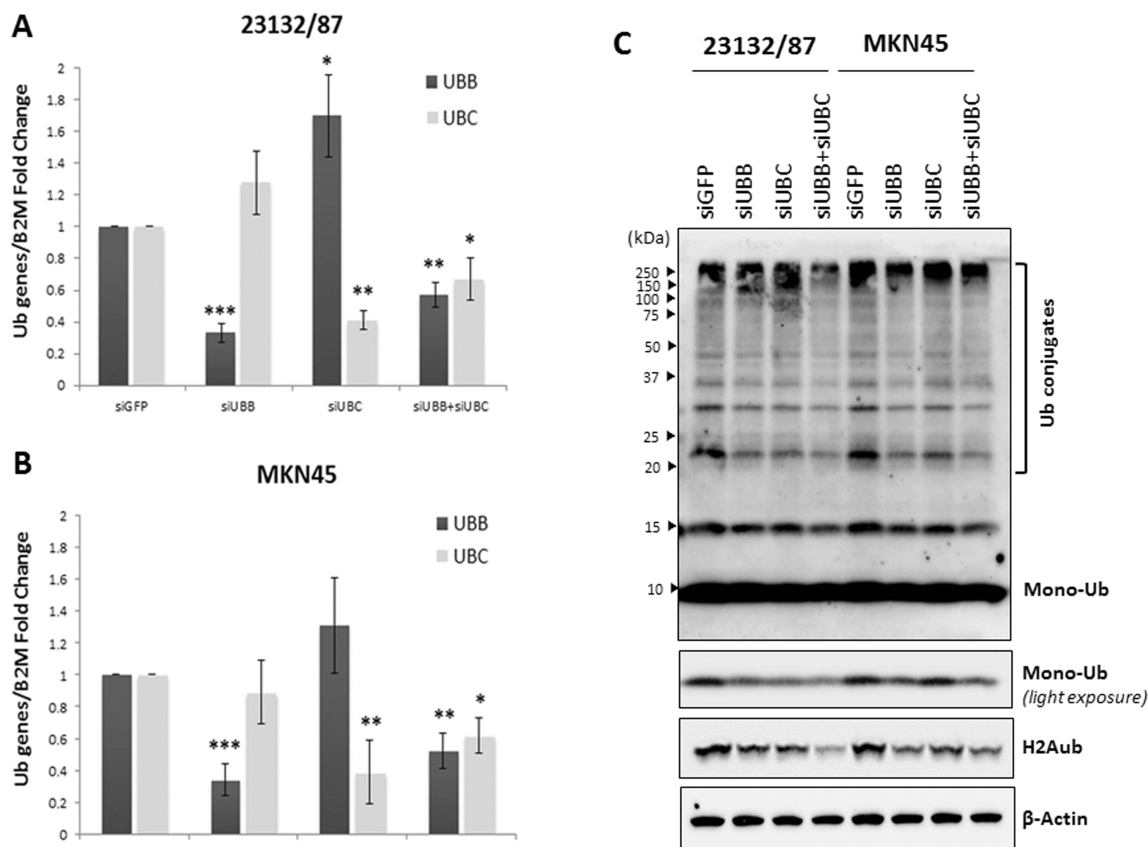 A
23132/87
Ub genes/B2M Fold Change
2
1.8
1.6
1.4
1.2
1
0.8
0.6
0.4
0.2
0
UBB
UBC
***
*
**
**
*
siGFP
siUBB
siUBC
siUBB+siUBC
B
MKN45
Ub genes/B2M Fold Change
2
1.8
1.6
1.4
1.2
1
0.8
0.6
0.4
0.2
0
UBB
UBC
***
**
**
*
C
23132/87
MKN45
siGFP
siUBB
siUBC
siUBB+siUBC
siGFP
siUBB
siUBC
siUBB+siUBC
(kDa)
250
150
100
75
50
37
25
20
15
10
Ub conjugates
Mono-Ub
Mono-Ub
(light exposure)
H2Aub
β-Actin